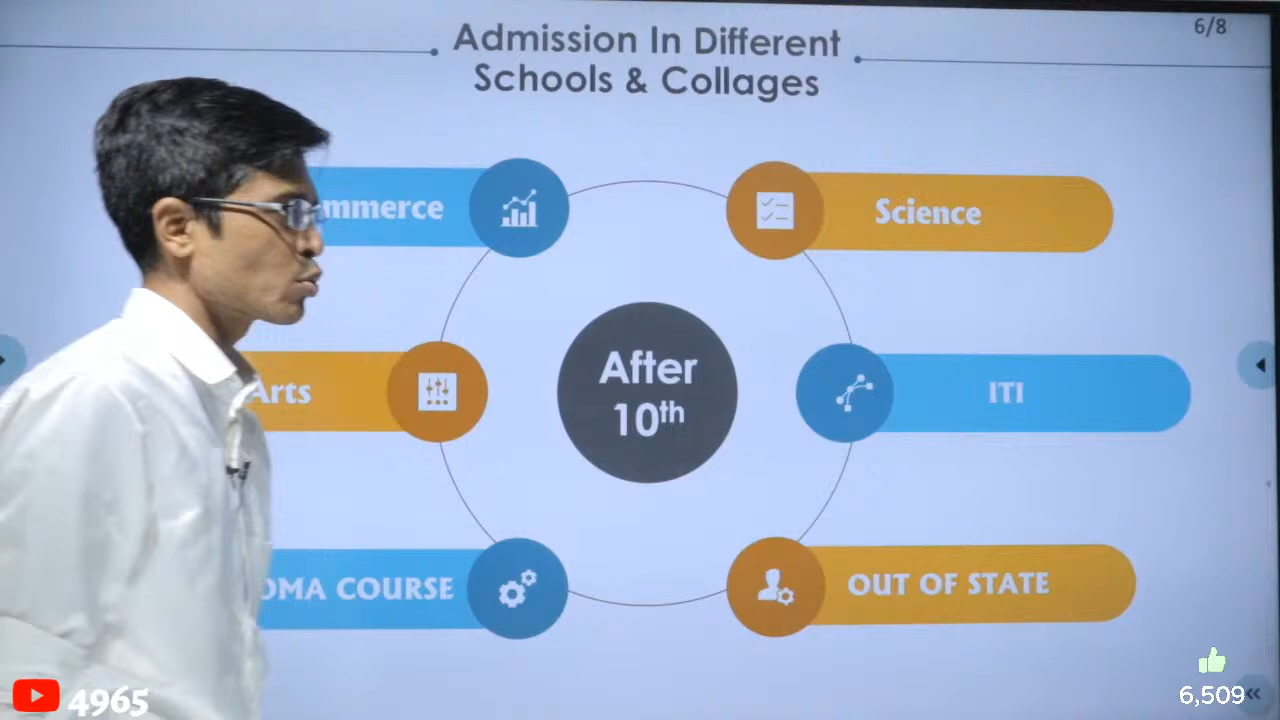 6/8
Admission In Different
Schools & Collages
mmerce
Science
After
10th
Arts
ITI
OMA COURSE
OUT OF STATE
4965
6,509